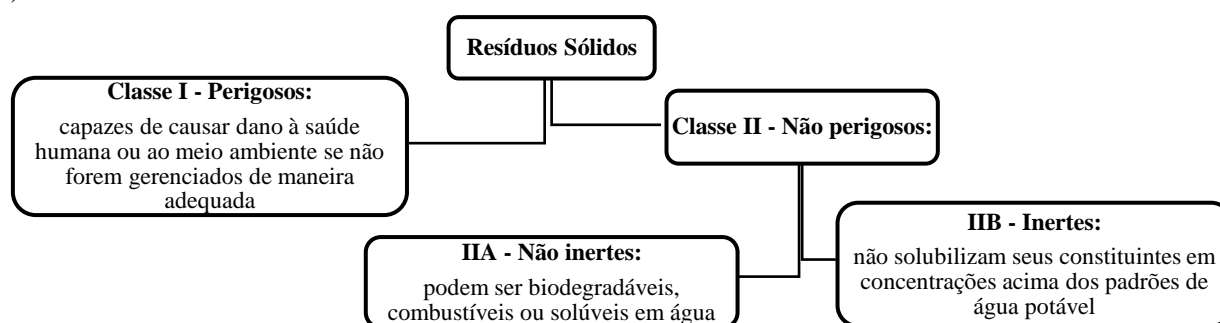 Resíduos Sólidos
Classe I - Perigosos:
capazes de causar dano à saúde
humana ou ao meio ambiente se não
forem gerenciados de maneira
adequada
Classe II - Não perigosos:
IIA - Não inertes:
podem ser biodegradáveis,
combustíveis ou solúveis em água
IIB - Inertes:
não solubilizam seus constituintes em
concentrações acima dos padrões de
água potável